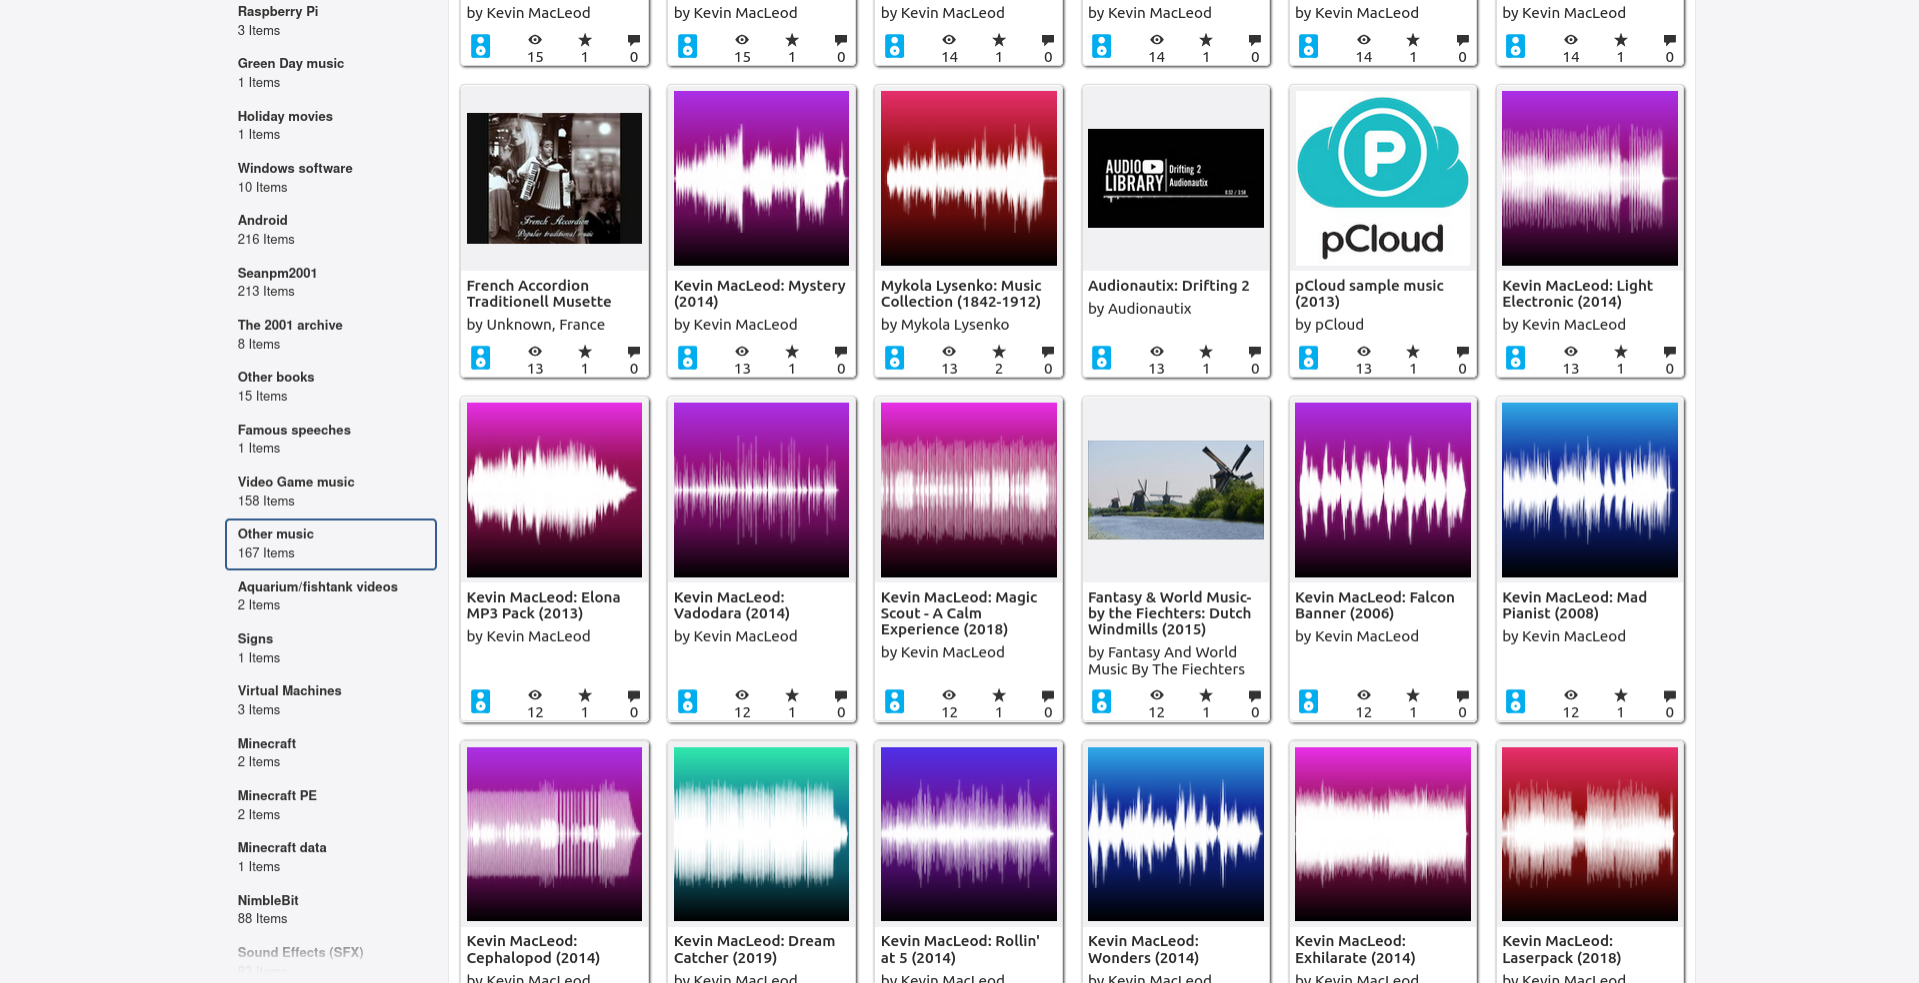 Raspberry Pi
3 Items
Green Day music
1 Items
Holiday movies
1 Items
Windows software
10 Items
Android
216 Items
Seanpm2001
213 Items
The 2001 archive
8 Items
Other books
15 Items
Famous speeches
1 Items
Video Game music
158 Items
Other music
167 Items
Aquarium/fishtank videos
2 Items
Signs
1 Items
Virtual Machines
3 Items
Minecraft
2 Items
Minecraft PE
2 Items
Minecraft data
1 Items
NimbleBit
88 Items
Sound Effects (SFX)
by Kevin MacLeod
15 1 0
by Kevin MacLeod
15 1 0
by Kevin MacLeod
14 1 0
by Kevin MacLeod
14 1 0
by Kevin MacLeod
14 1 0
by Kevin MacLeod
14 1 0
French Accordion
Popular traditional music
French Accordion
Traditionell Musette
by Unknown, France
13 1 0
Kevin MacLeod: Mystery
(2014)
by Kevin MacLeod
13 1 0
Mykola Lysenko: Music
Collection (1842-1912)
by Mykola Lysenko
13 2 0
AUDIO
LIBRARY
Drifting 2
Audionautix
Audionautix: Drifting 2
by Audionautix
13 1 0
P
pCloud
pCloud sample music
(2013)
by pCloud
13 1 0
Kevin MacLeod: Light
Electronic (2014)
by Kevin MacLeod
13 1 0
Kevin MacLeod: Elona
MP3 Pack (2013)
by Kevin MacLeod
12 1 0
Kevin MacLeod:
Vadodara (2014)
by Kevin MacLeod
12 1 0
Kevin MacLeod: Magic
Scout - A Calm
Experience (2018)
by Kevin MacLeod
12 1 0
Fantasy & World Music-
by the Fiechters: Dutch
Windmills (2015)
by Fantasy And World
Music By The Fiechters
12 1 0
Kevin MacLeod: Falcon
Banner (2006)
by Kevin MacLeod
12 1 0
Kevin MacLeod: Mad
Pianist (2008)
by Kevin MacLeod
12 1 0
Kevin MacLeod:
Cephalopod (2014)
by Kevin MacLeod
Kevin MacLeod: Dream
Catcher (2019)
by Kevin MacLeod
Kevin MacLeod: Rollin'
at 5 (2014)
by Kevin MacLeod
Kevin MacLeod:
Wonders (2014)
by Kevin MacLeod
Kevin MacLeod:
Exhilarate (2014)
by Kevin MacLeod
Kevin MacLeod:
Laserpack (2018)
by Kevin MacLeod